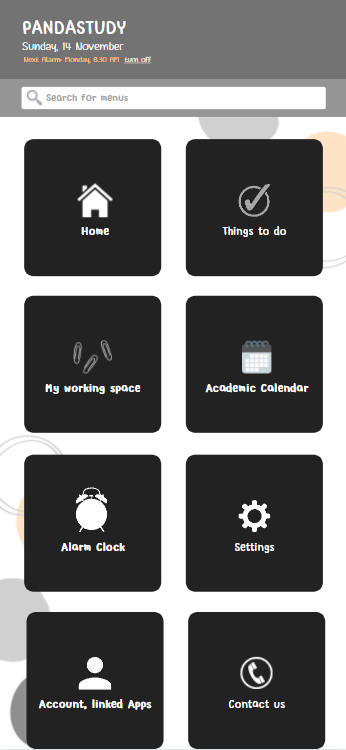 PANDASTUDY
Sunday, 14 November
Next Alarm- Monday, 8.30 AM turn off
Search for menus
Home
Things to do
My working space
Academic Calendar
Alarm Clock
Settings
Account, linked Apps
Contact us